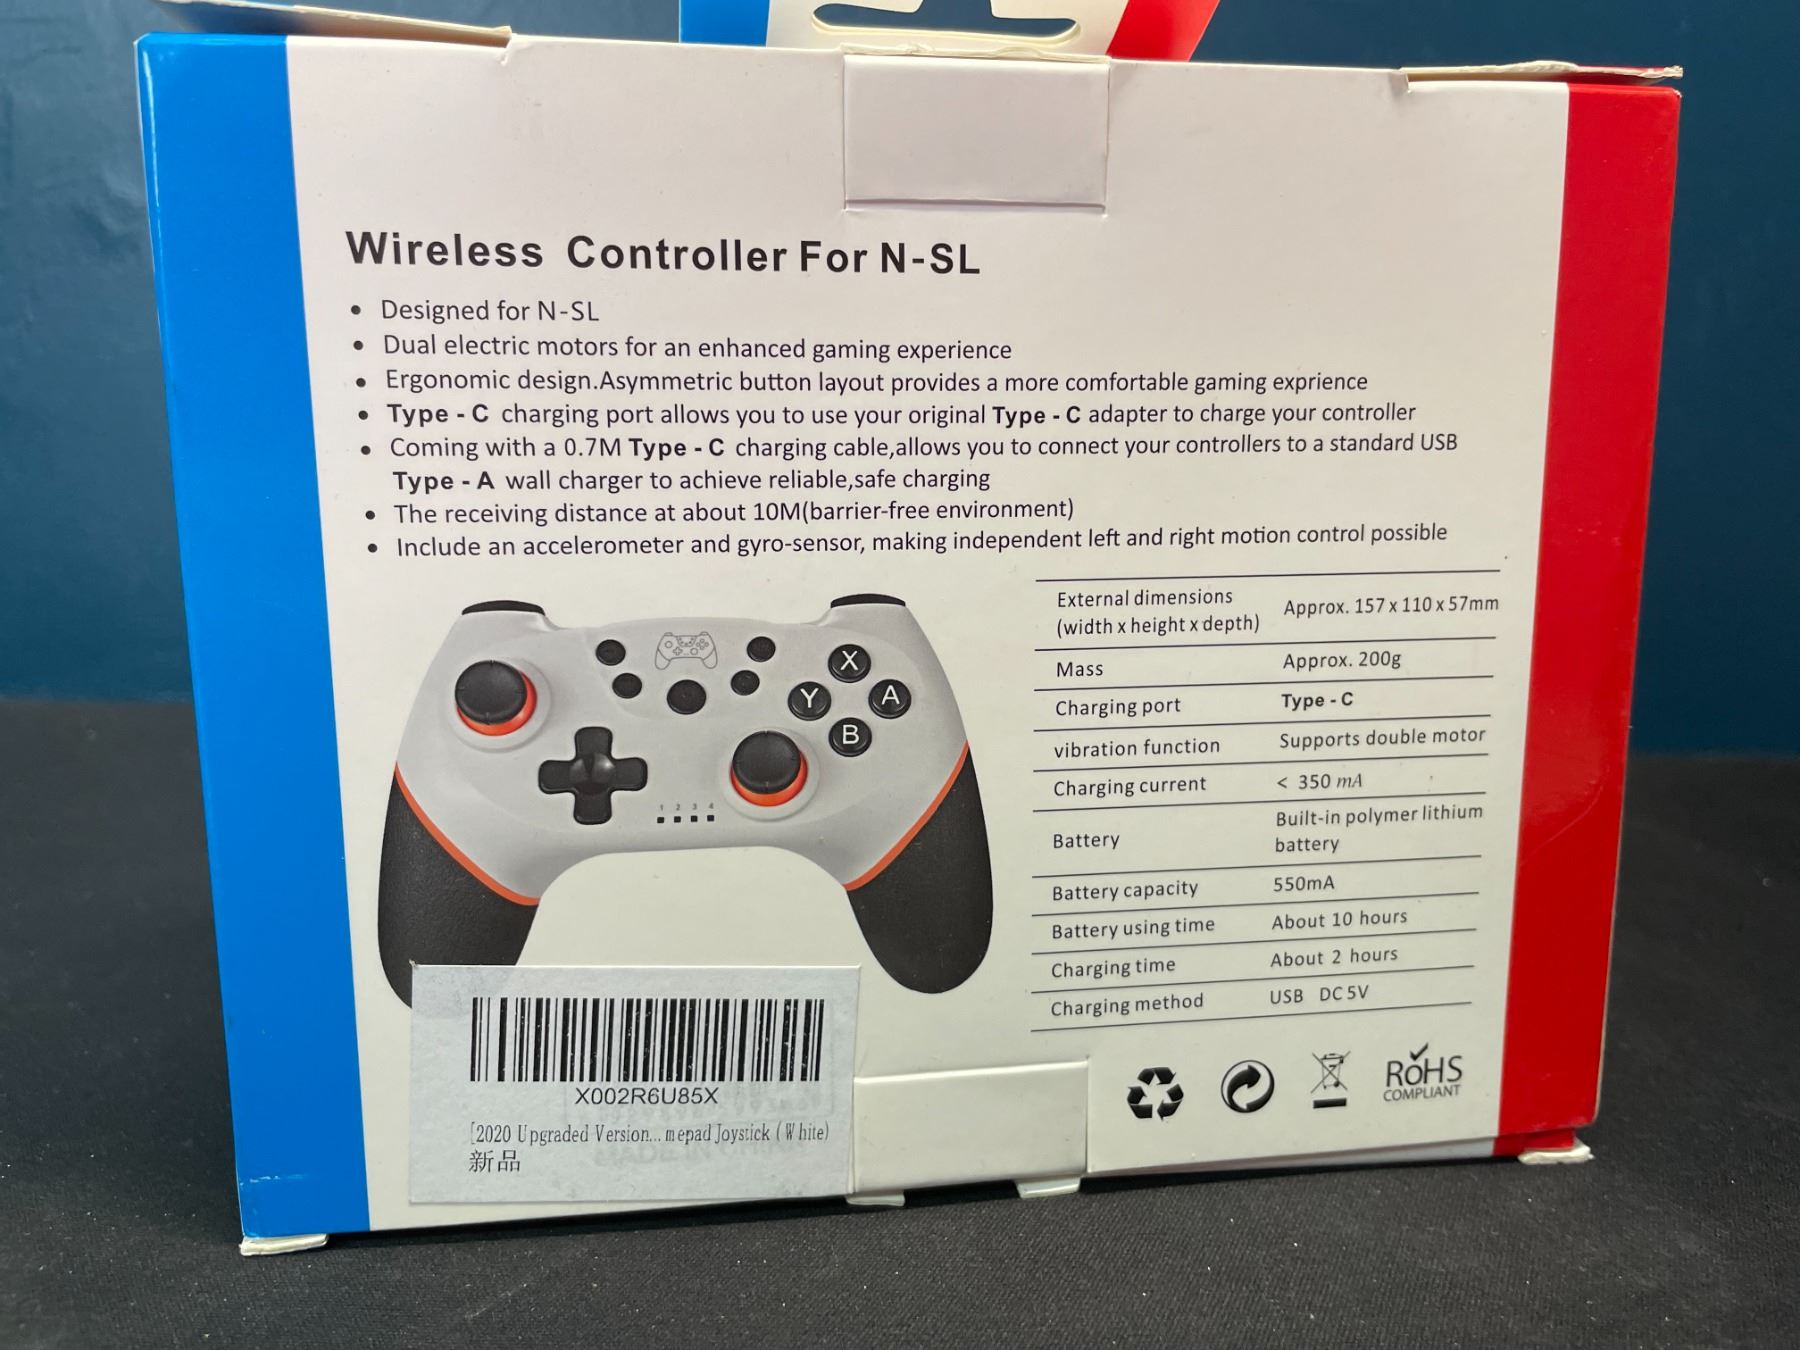 Wireless Controller For N-SL
• Designed for N-SL
• Dual electric motors for an enhanced gaming experience
• Ergonomic design.Asymmetric button layout provides a more comfortable gaming exprience
• Type - C charging port allows you to use your original Type - C adapter to charge your controller
• Coming with a 0.7M Type - C charging cable,allows you to connect your controllers to a standard USB
Type - A wall charger to achieve reliable,safe charging
• The receiving distance at about 10M(barrier-free environment)
• Include an accelerometer and gyro-sensor, making independent left and right motion control possible
X
Y A
B
1 2 3 4
External dimensions
(width x height x depth) Approx. 157 x 110 x 57mm
Mass Approx. 200g
Charging port Type - C
vibration function Supports double motor
Charging current < 350 mA
Battery Built-in polymer lithium
battery
Battery capacity 550mA
Battery using time About 10 hours
Charging time About 2 hours
Charging method USB DC 5V
RoHS
COMPLIANT
X002R6U85X
[2020 Upgraded Version... mepad Joystick (White)
新品
MADE IN CHINA